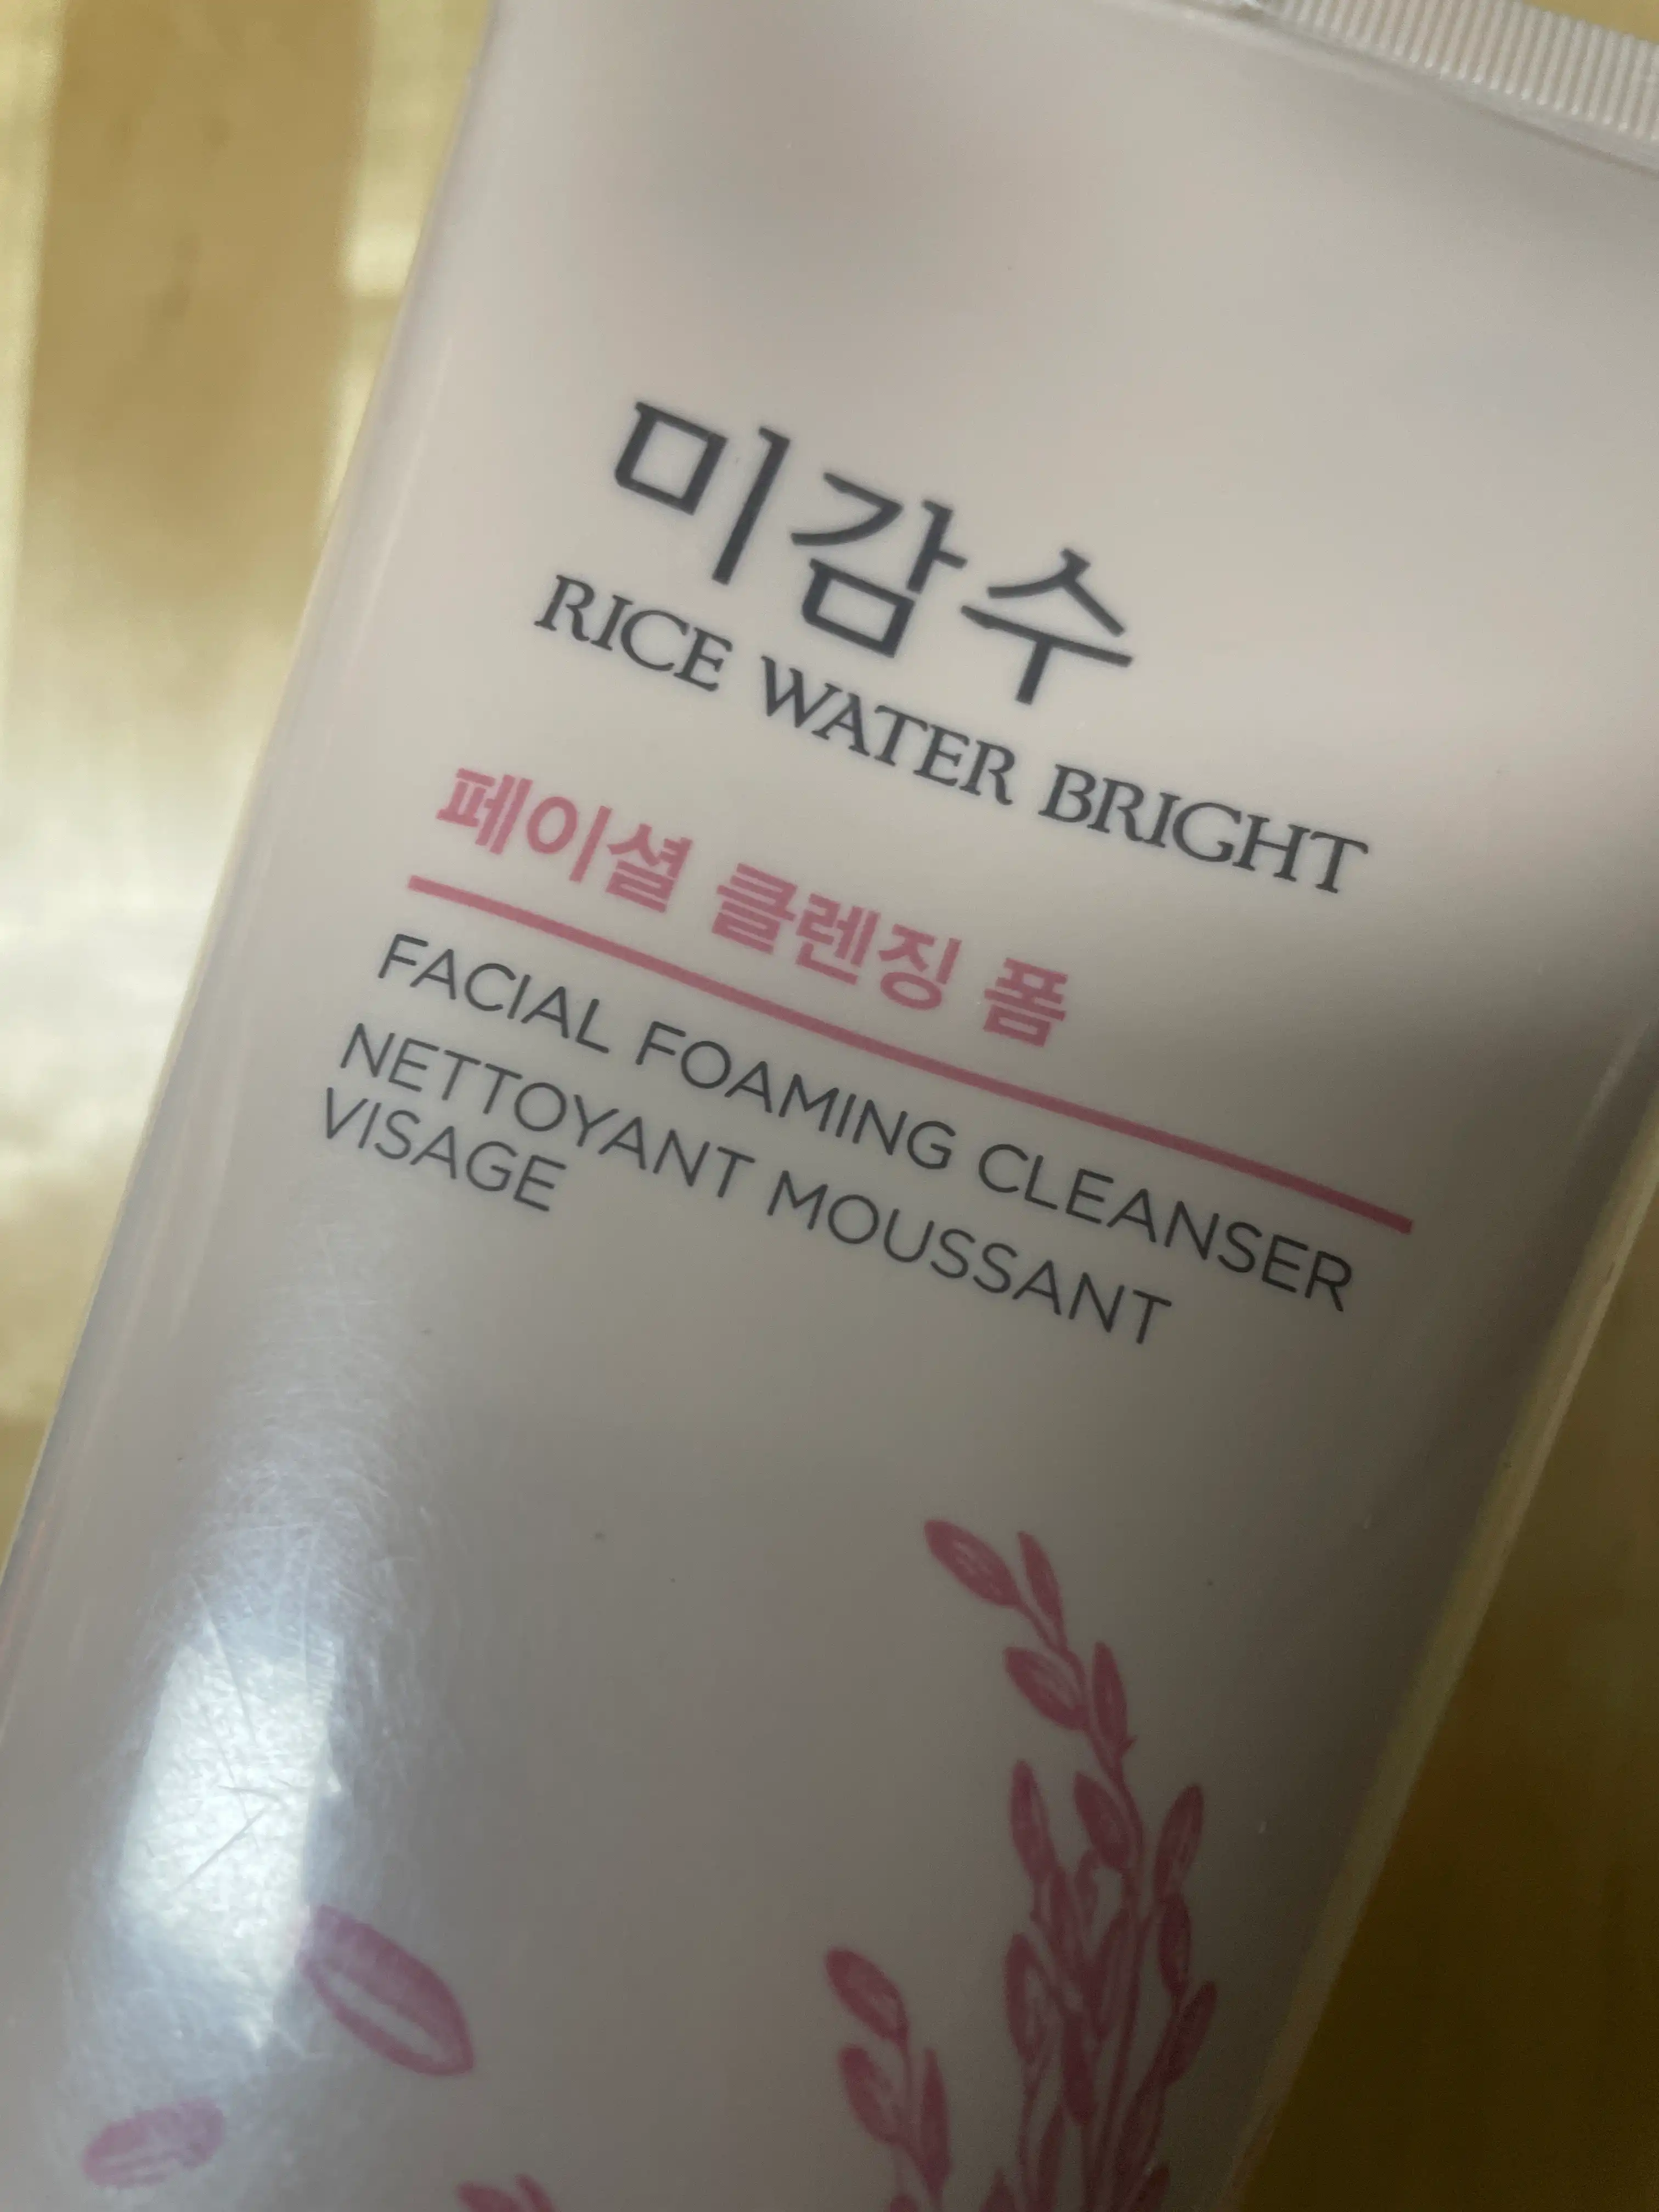 미감수
RICE WATER BRIGHT
페이셜 클렌징 폼
FACIAL FOAMING CLEANSER
NETTOYANT MOUSSANT
VISAGE